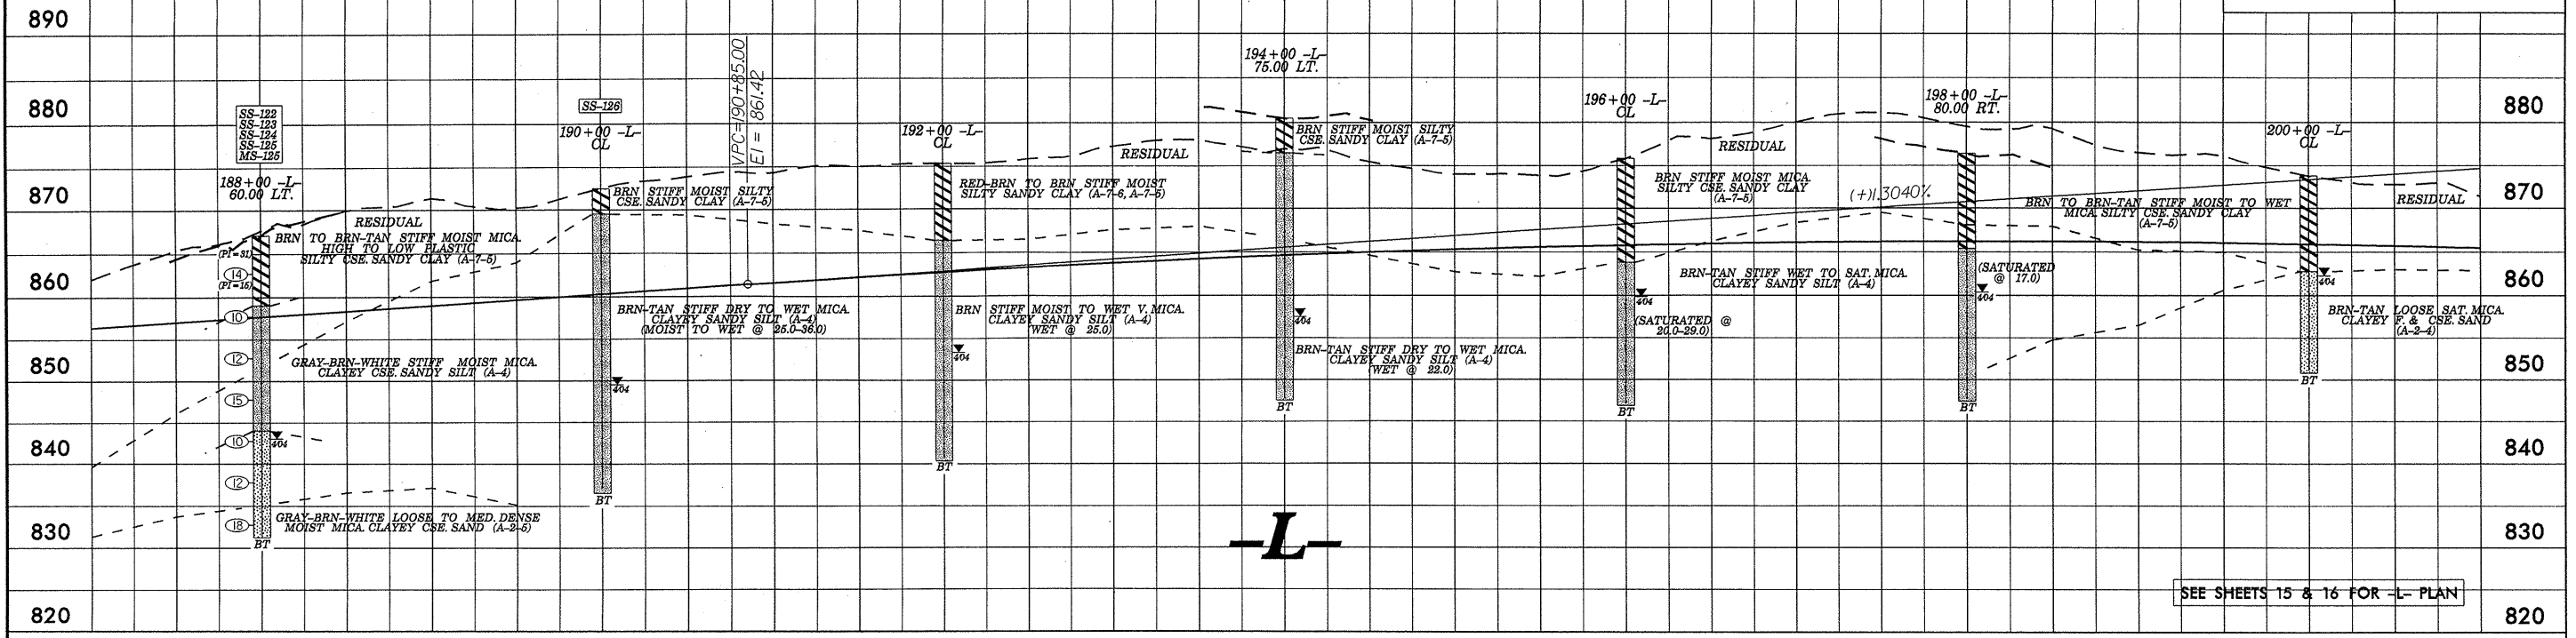 890
880
870
860
850
840
830
820
880
870
860
850
840
830
820
SS-122
SS-123
SS-124
SS-125
MS-125
188+00 -L-
60.00 LT.
RESIDUAL
BRN TO BRN-TAN STIFF MOIST MICA.
HIGH TO LOW PLASTIC
SILTY CSE. SANDY CLAY (A-7-5)
(PI=31)
14
(PI=15)
10
12
15
10
12
18
404
GRAY-BRN-WHITE STIFF MOIST MICA.
CLAYEY CSE. SANDY SILT (A-4)
GRAY-BRN-WHITE LOOSE TO MED. DENSE
MOIST MICA. CLAYEY CSE. SAND (A-2-5)
BT
SS-126
190+00 -L-
CL
BRN STIFF MOIST SILTY
CSE. SANDY CLAY (A-7-5)
BRN-TAN STIFF DRY TO WET MICA.
CLAYEY SANDY SILT (A-4)
(MOIST TO WET @ 25.0-36.0)
404
BT
VPC=190+85.00
El = 861.42
192+00 -L-
CL
RED-BRN TO BRN STIFF MOIST
SILTY SANDY CLAY (A-7-6, A-7-5)
RESIDUAL
BRN STIFF MOIST TO WET V. MICA.
CLAYEY SANDY SILT (A-4)
(WET @ 25.0)
404
BT
194+00 -L-
75.00 LT.
BRN STIFF MOIST SILTY
CSE. SANDY CLAY (A-7-5)
404
BRN-TAN STIFF DRY TO WET MICA.
CLAYEY SANDY SILT (A-4)
(WET @ 22.0)
BT
196+00 -L-
CL
RESIDUAL
BRN STIFF MOIST MICA.
SILTY CSE. SANDY CLAY
(A-7-5)
(+)1.3040%
BRN-TAN STIFF WET TO SAT. MICA.
CLAYEY SANDY SILT (A-4)
404
(SATURATED @
20.0-29.0)
BT
198+00 -L-
80.00 RT.
BRN TO BRN-TAN STIFF MOIST TO WET
MICA. SILTY CSE. SANDY CLAY
(A-7-5)
(SATURATED
@ 17.0)
404
BT
200+00 -L-
CL
RESIDUAL
404
BRN-TAN LOOSE SAT. MICA.
CLAYEY F. & CSE. SAND
(A-2-4)
BT
-L-
SEE SHEETS 15 & 16 FOR -L- PLAN